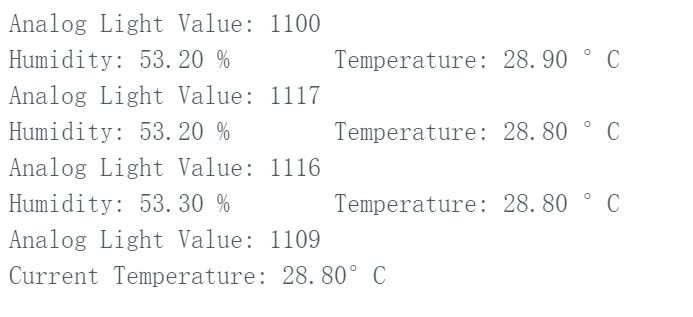 Analog Light Value: 1100
Humidity: 53.20 %	Temperature: 28.90 ° C
Analog Light Value: 1117
Humidity: 53.20 %	Temperature: 28.80 ° C
Analog Light Value: 1116
Humidity: 53.30 %	Temperature: 28.80 ° C
Analog Light Value: 1109
Current Temperature: 28.80° C